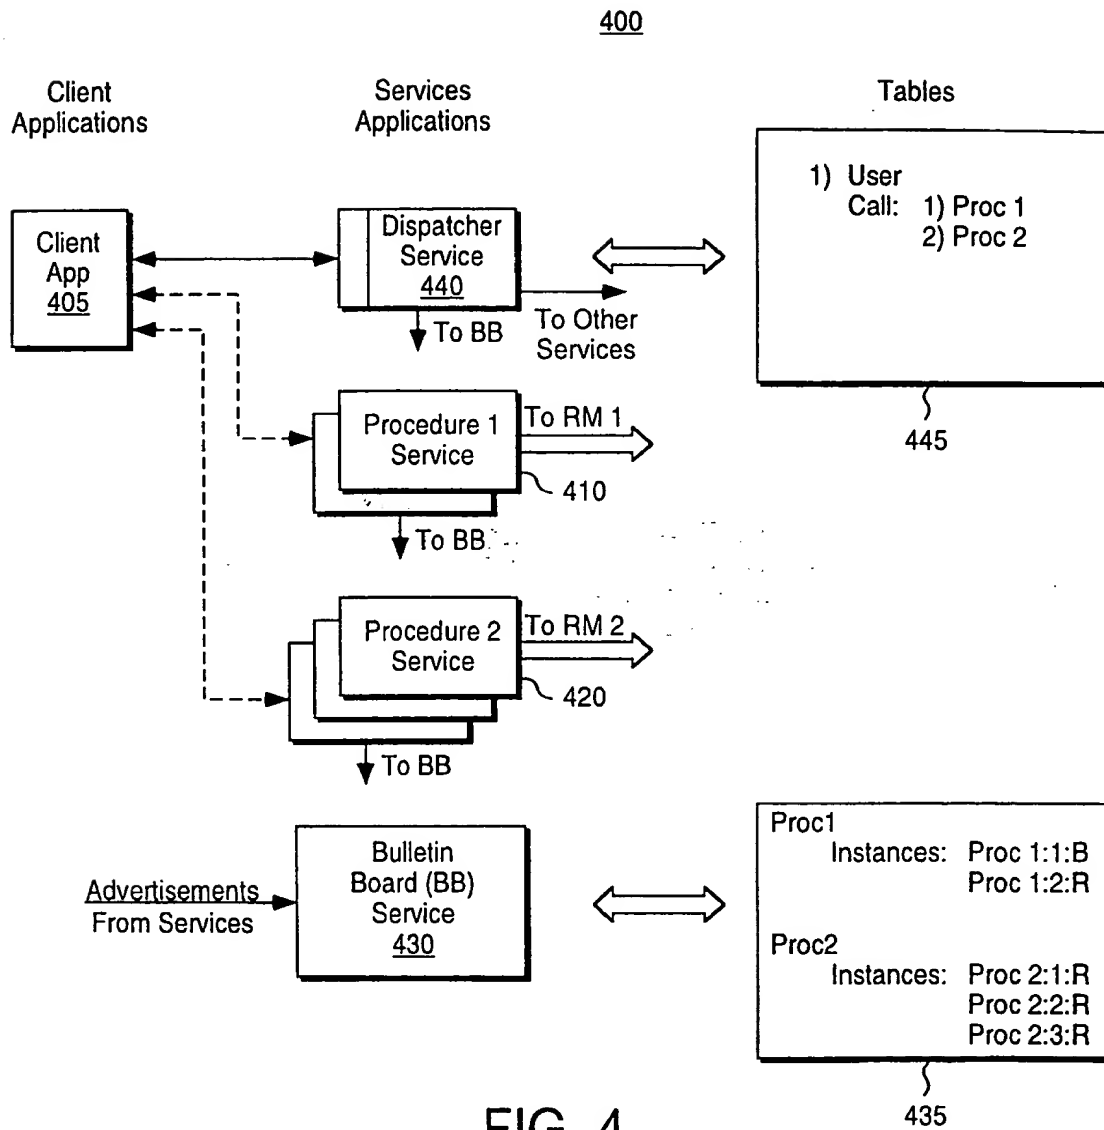 400
Client
Applications
Services
Applications
Tables
Client
App
405
Dispatcher
Service
440
To BB
To Other
Services
1) User
Call: 1) Proc 1
2) Proc 2
445
Procedure 1
Service
To RM 1
410
To BB
Procedure 2
Service
To RM 2
420
To BB
Advertisements
From Services
Bulletin
Board (BB)
Service
430
Proc1
Instances: Proc 1:1:B
Proc 1:2:R
Proc2
Instances: Proc 2:1:R
Proc 2:2:R
Proc 2:3:R
435
FIG. 4